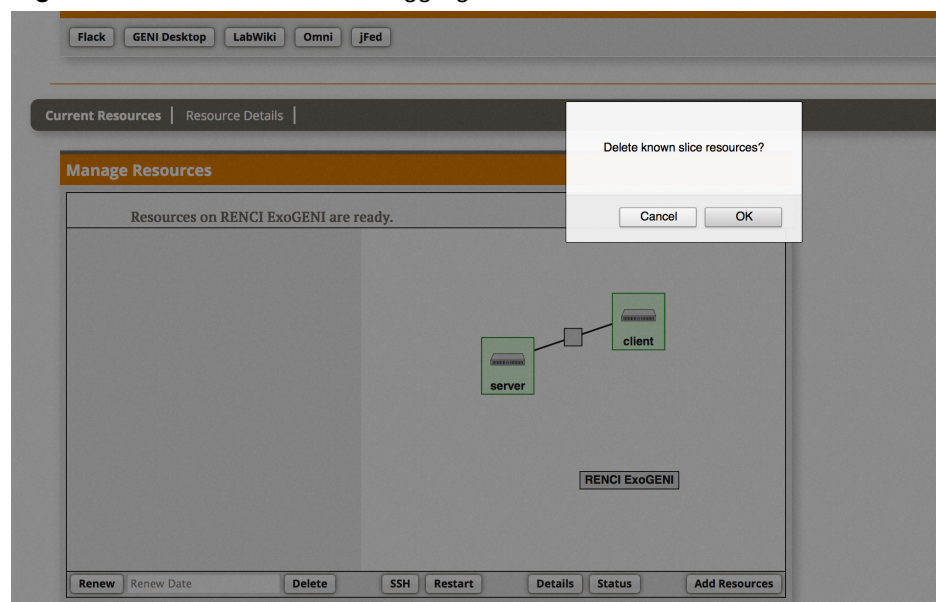 Flack GENI Desktop LabWiki Omni jFed
Current Resources | Resource Details |
Delete known slice resources?
Cancel OK
Manage Resources
Resources on RENCI ExoGENI are ready.
client
server
RENCI ExoGENI
Renew Renew Date Delete SSH Restart Details Status Add Resources